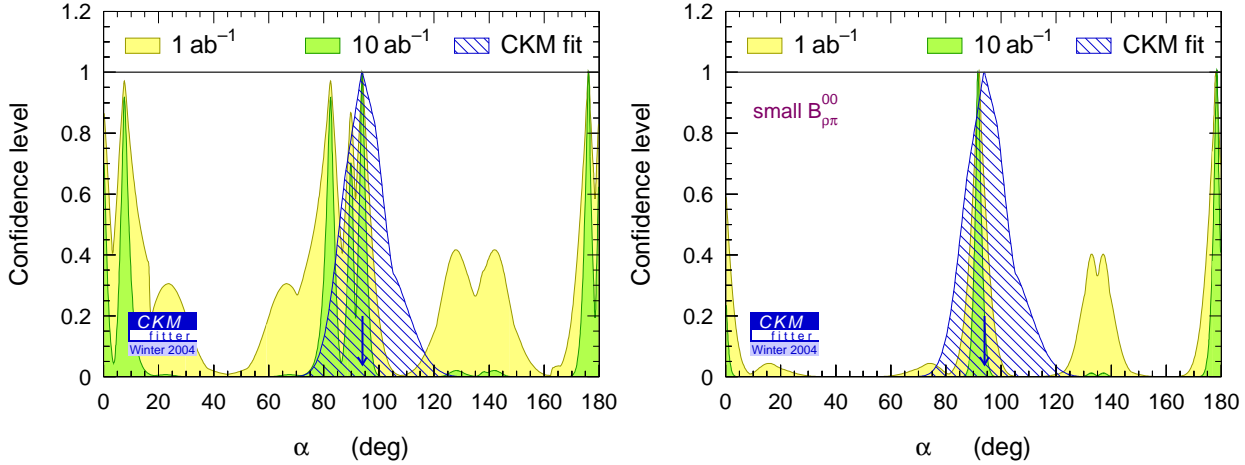 1 ab⁻¹ 10 ab⁻¹ CKM fit
1.2
1
0.8
0.6
0.4
0.2
0
Confidence level
CKM
fitter
Winter 2004
0 20 40 60 80 100 120 140 160 180
α (deg)
1 ab⁻¹ 10 ab⁻¹ CKM fit
small B⁰⁰ρπ
1.2
1
0.8
0.6
0.4
0.2
0
Confidence level
CKM
fitter
Winter 2004
0 20 40 60 80 100 120 140 160 180
α (deg)